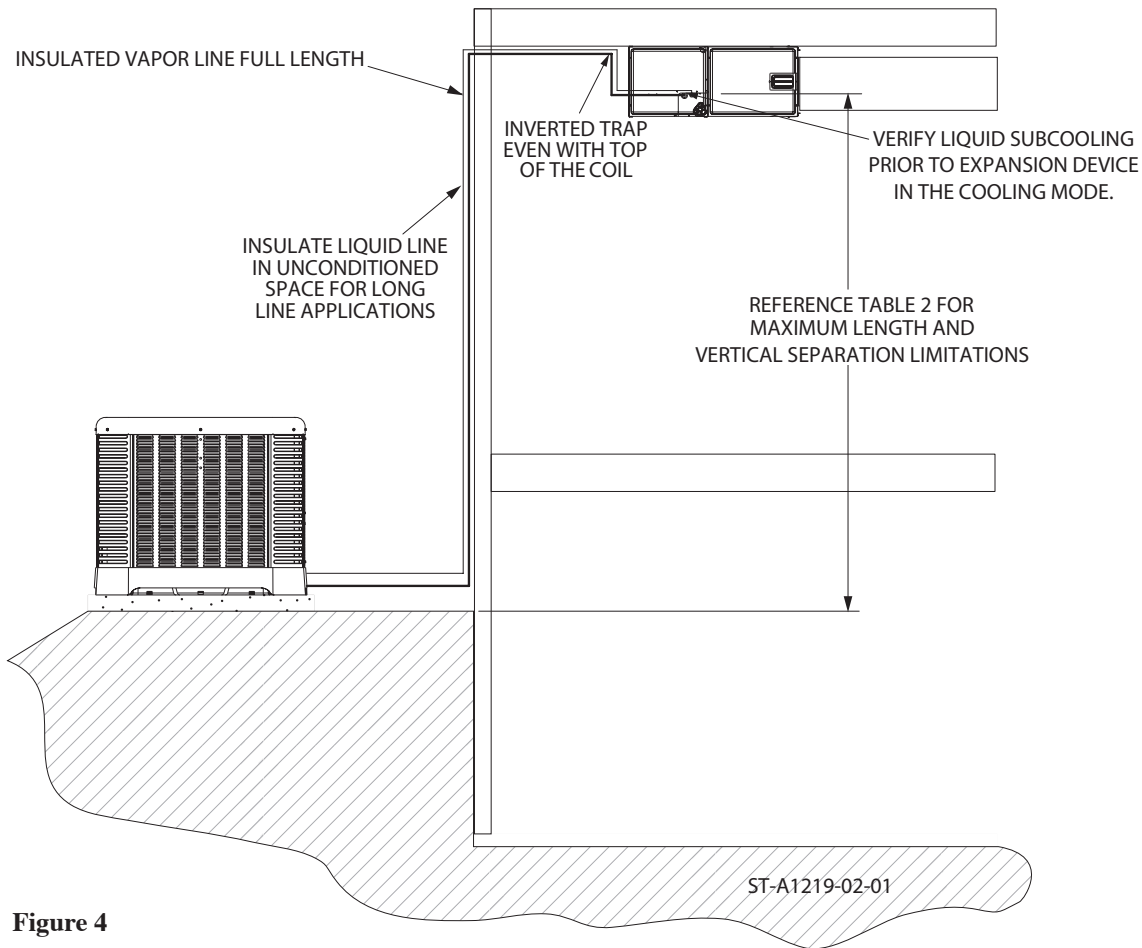 INSULATED VAPOR LINE FULL LENGTH
INVERTED TRAP
EVEN WITH TOP
OF THE COIL
VERIFY LIQUID SUBCOOLING
PRIOR TO EXPANSION DEVICE
IN THE COOLING MODE.
INSULATE LIQUID LINE
IN UNCONDITIONED
SPACE FOR LONG
LINE APPLICATIONS
REFERENCE TABLE 2 FOR
MAXIMUM LENGTH AND
VERTICAL SEPARATION LIMITATIONS
ST-A1219-02-01
Figure 4